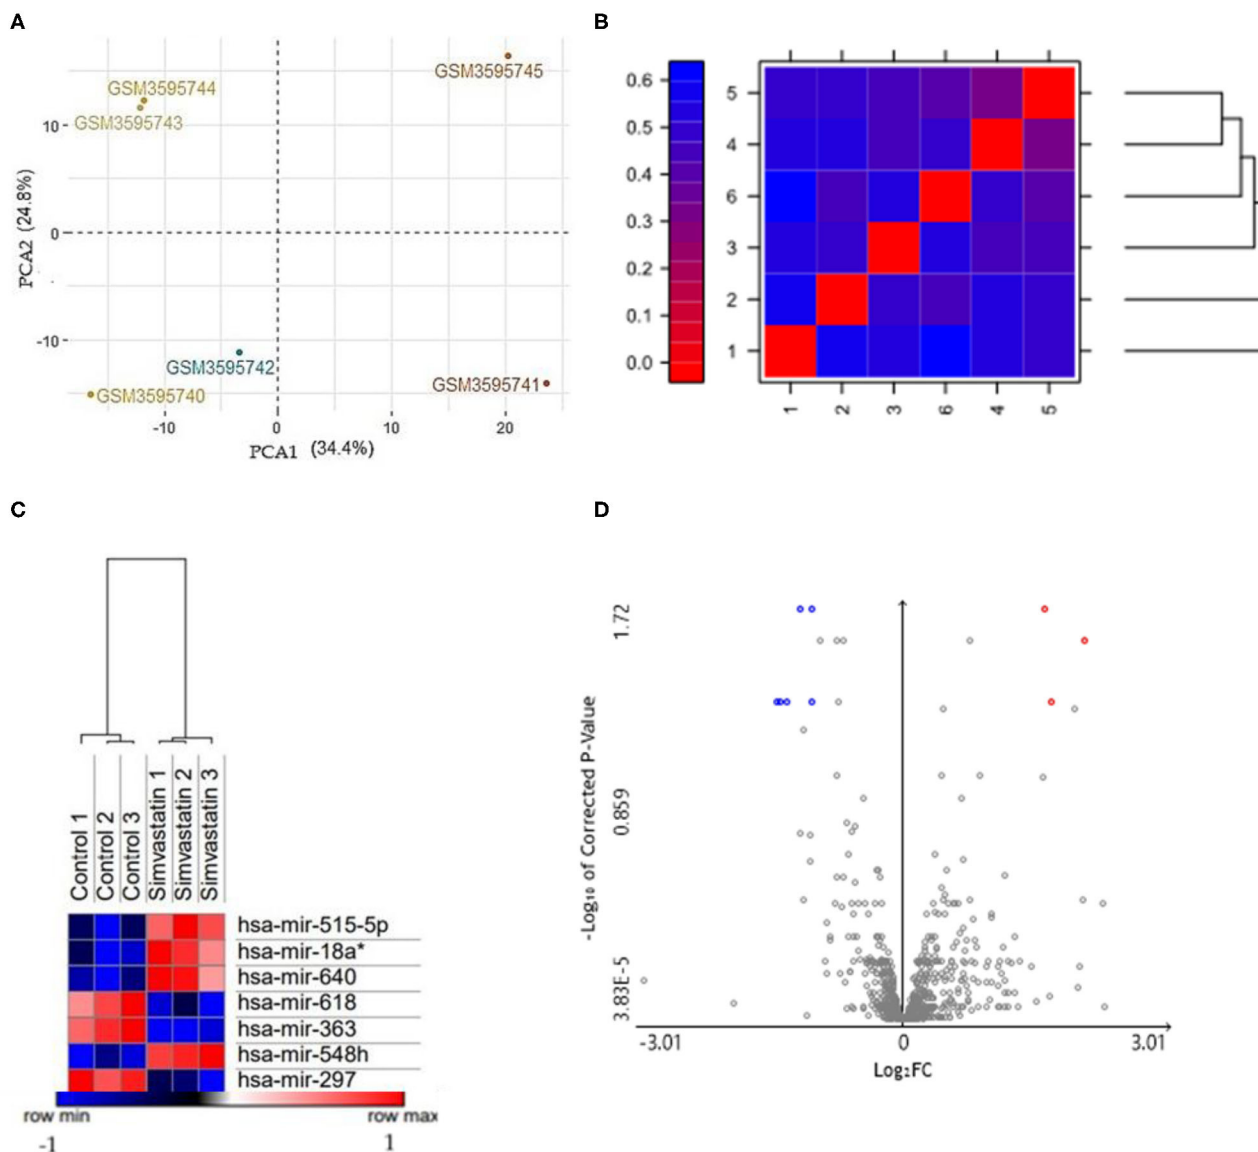 A
GSM3595745
GSM3595744
GSM3595743
10
0
-10
PCA2 (24.8%)
GSM3595742
GSM3595741
GSM3595740
-10
0
10
20
PCA1 (34.4%)
B
0.6
0.5
0.4
0.3
0.2
0.1
0.0
5
4
6
3
2
1
1
2
3
6
4
5
C
Control 1
Control 2
Control 3
Simvastatin 1
Simvastatin 2
Simvastatin 3
hsa-mir-515-5p
hsa-mir-18a*
hsa-mir-640
hsa-mir-618
hsa-mir-363
hsa-mir-548h
hsa-mir-297
row min
row max
-1
1
D
1.72
0.859
3.83E-5
-Log₁₀ of Corrected P-Value
-3.01
0
3.01
Log₂FC